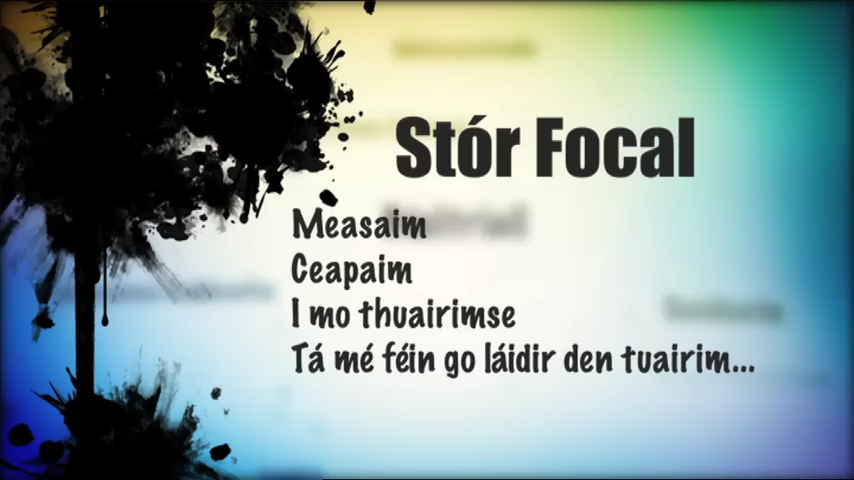 Stór Focal
Measaim
Ceapaim
I mo thuairimse
Tá mé féin go láidir den tuairim...